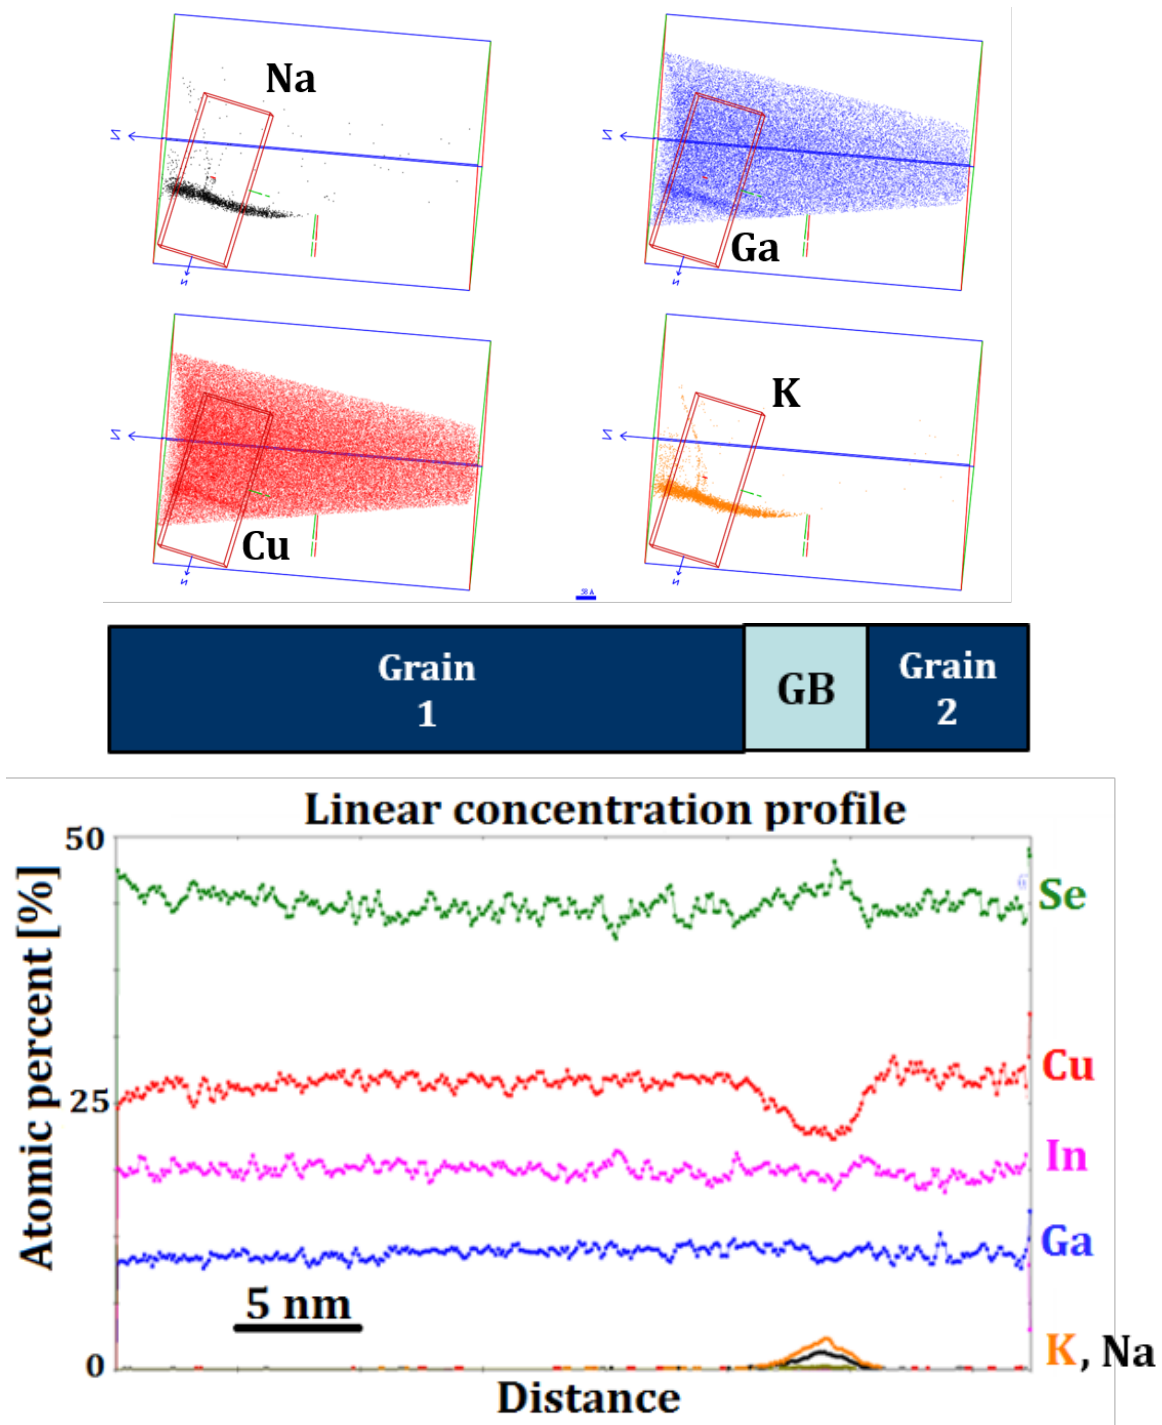 Na
Z
N
Ga
Z
N
Cu
Z
N
K
Z
N
Grain
1
GB
Grain
2
Linear concentration profile
Atomic percent [%]
50
25
0
Se
Cu
In
Ga
K, Na
5 nm
Distance